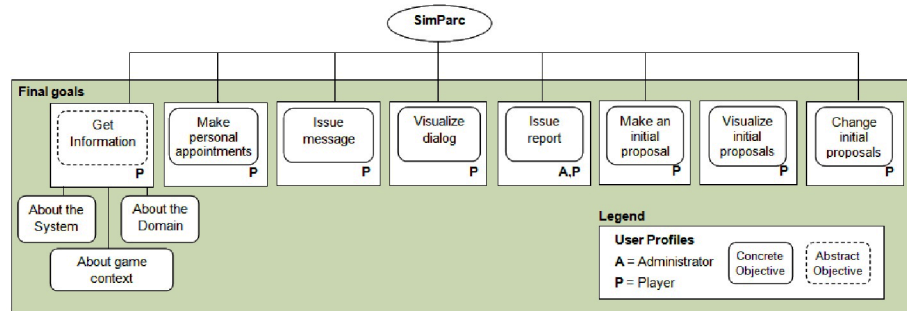 SimParc
Final goals
Get
Information
P
Make
personal
appointments
P
Issue
message
P
Visualize
dialog
P
Issue
report
A,P
Make an
initial
proposal
P
Visualize
initial
proposals
P
Change
initial
proposals
P
About the
System
About the
Domain
About game
context
Legend
User Profiles
A = Administrator
P = Player
Concrete
Objective
Abstract
Objective